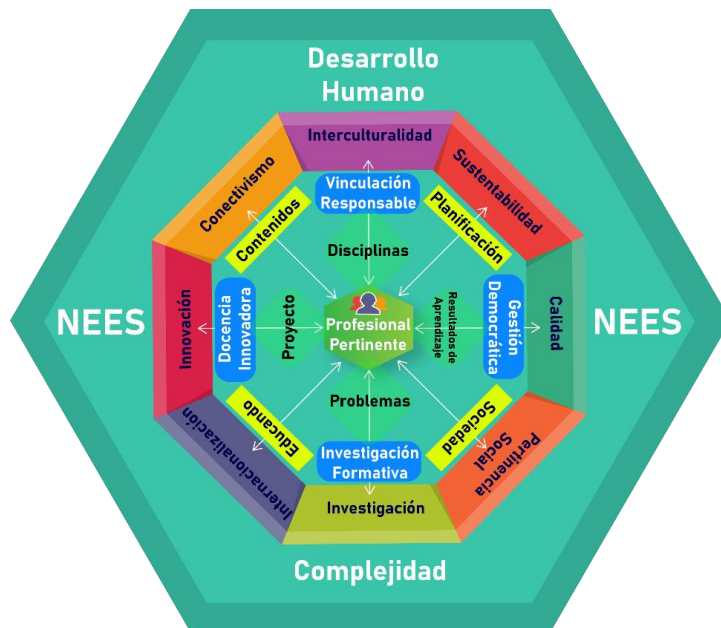 Desarrollo
Humano
Interculturalidad
Conectivismo
Sustentabilidad
Vinculación
Responsable
Contenidos
Planificación
Disciplinas
NEES
Innovación
Docencia
Innovadora
Proyecto
Profesional
Pertinente
Resultados de
Aprendizaje
Gestión
Democrática
Calidad
NEES
Problemas
Educando
Sociedad
Internacionalización
Investigación
Formativa
Pertinencia
Social
Investigación
Complejidad